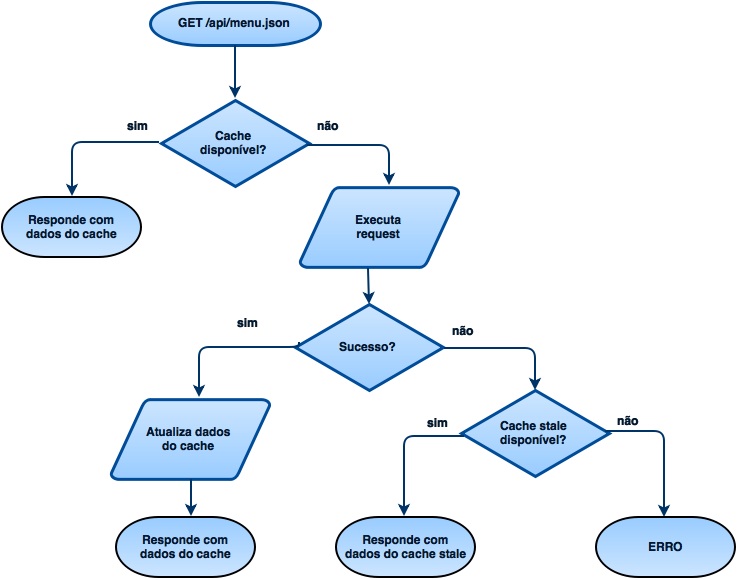 GET /api/menu.json
sim
não
Cache
disponível?
Responde com
dados do cache
Executa
request
sim
não
Sucesso?
Atualiza dados
do cache
sim
não
Cache stale
disponível?
Responde com
dados do cache
Responde com
dados do cache stale
ERRO